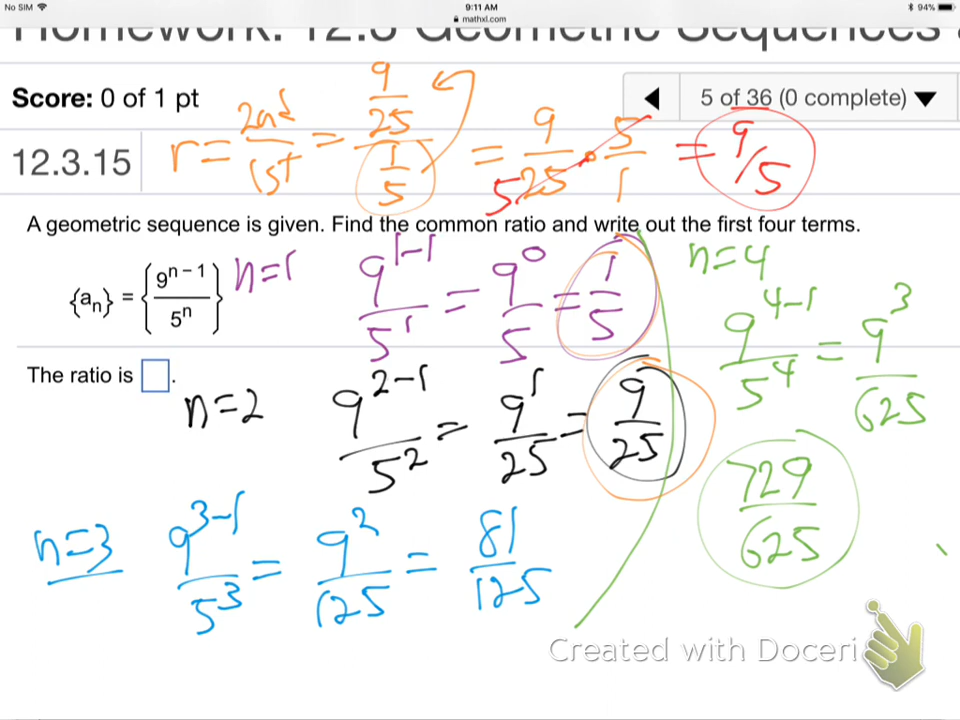 No SIM 9:11 AM 94%
mathxl.com
Homework: 12.3 Geometric Sequences
Score: 0 of 1 pt
5 of 36 (0 complete)
12.3.15
r = 2nd/1st = (9/25)/(1/5) = 9/25 · 5/1 = 9/5
5
A geometric sequence is given. Find the common ratio and write out the first four terms.
{aₙ} = {9ⁿ⁻¹/5ⁿ}
n=1 9¹⁻¹/5¹ = 9⁰/5 = 1/5
The ratio is .
n=2 9²⁻¹/5² = 9¹/25 = 9/25
n=3 9³⁻¹/5³ = 9²/125 = 81/125
n=4
9⁴⁻¹/5⁴ = 9³/625
729/625
Created with Doceri